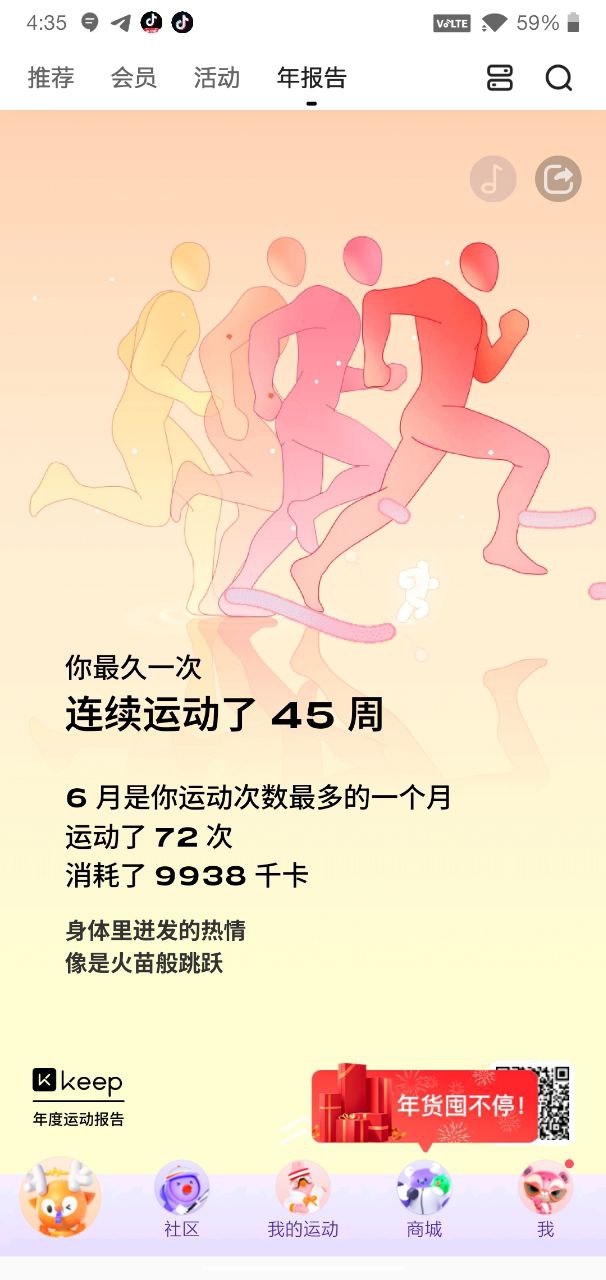 4:35
VoLTE
59%
推荐 会员 活动 年报告
你最久一次
连续运动了 45 周
6 月是你运动次数最多的一个月
运动了 72 次
消耗了 9938 千卡
身体里迸发的热情
像是火苗般跳跃
keep
年度运动报告
年货囤不停!
社区 我的运动 商城 我